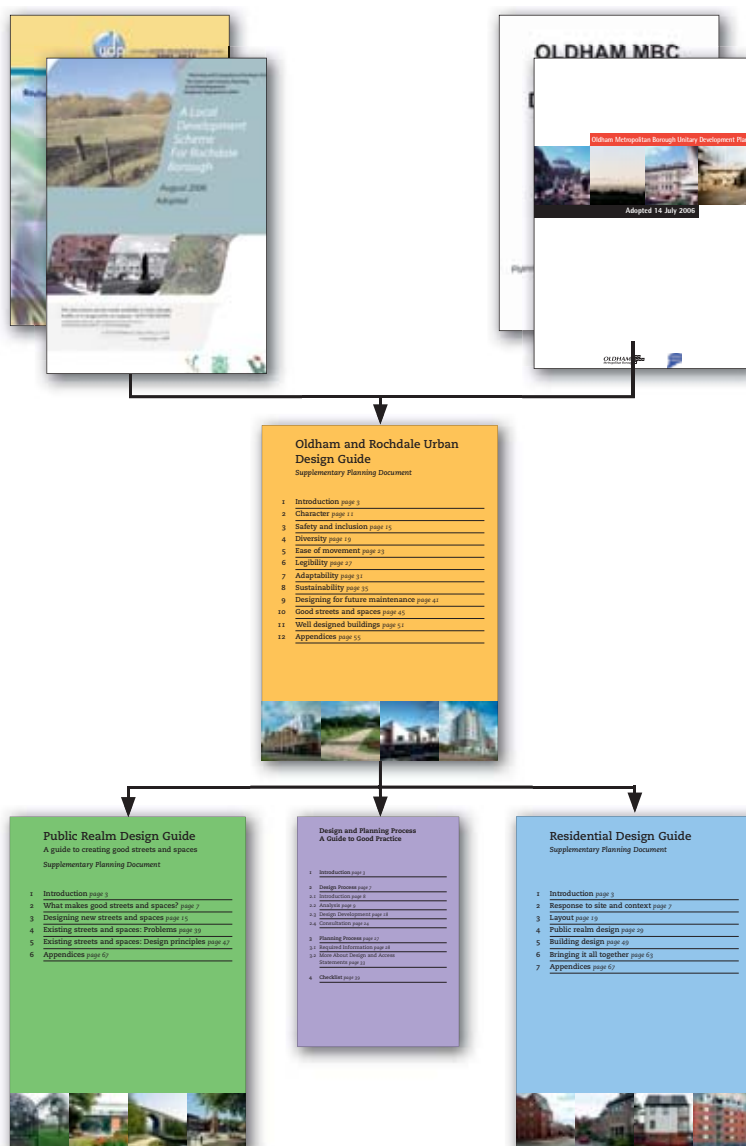 udp
A Local
Development
Scheme
For Rochdale
Borough
August 2006
Adopted
OLDHAM MBC
Oldham Metropolitan Borough Unitary Development Pla
Adopted 14 July 2006
OLDHAM
Metropolitan Borough
Oldham and Rochdale Urban
Design Guide
Supplementary Planning Document
1 Introduction page 3
2 Character page 11
3 Safety and inclusion page 15
4 Diversity page 19
5 Ease of movement page 23
6 Legibility page 27
7 Adaptability page 31
8 Sustainability page 35
9 Designing for future maintenance page 41
10 Good streets and spaces page 45
11 Well designed buildings page 51
12 Appendices page 55
Public Realm Design Guide
A guide to creating good streets and spaces
Supplementary Planning Document
1 Introduction page 3
2 What makes good streets and spaces? page 7
3 Designing new streets and spaces page 15
4 Existing streets and spaces: Problems page 39
5 Existing streets and spaces: Design principles page 47
6 Appendices page 67
Design and Planning Process
A Guide to Good Practice
1 Introduction page 3
2 Design Process page 7
2.1 Introduction page 8
2.2 Analysis page 9
2.3 Design Development page 16
2.4 Consultation page 24
3 Planning Process page 27
3.1 Required Information page 28
3.2 More About Design and Access
Statements page 33
4 Checklist page 39
Residential Design Guide
Supplementary Planning Document
1 Introduction page 3
2 Response to site and context page 7
3 Layout page 19
4 Public realm design page 29
5 Building design page 49
6 Bringing it all together page 63
7 Appendices page 67